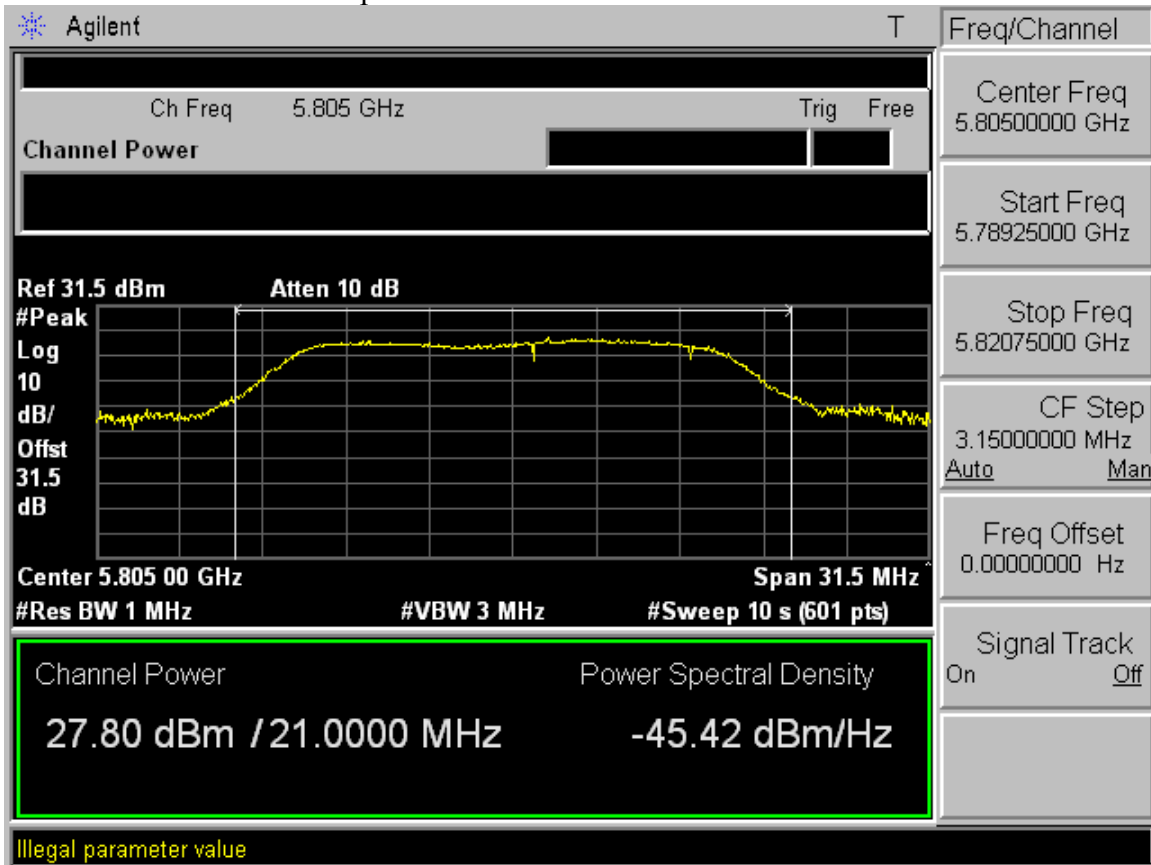 Agilent T Freq/Channel
Ch Freq 5.805 GHz Trig Free
Channel Power
Center Freq
5.80500000 GHz
Start Freq
5.78925000 GHz
Stop Freq
5.82075000 GHz
CF Step
3.15000000 MHz
Auto Man
Freq Offset
0.00000000 Hz
Signal Track
On Off
Ref 31.5 dBm Atten 10 dB
#Peak
Log
10
dB/
Offst
31.5
dB
Center 5.805 00 GHz Span 31.5 MHz
#Res BW 1 MHz #VBW 3 MHz #Sweep 10 s (601 pts)
Channel Power Power Spectral Density
27.80 dBm / 21.0000 MHz -45.42 dBm/Hz
Illegal parameter value